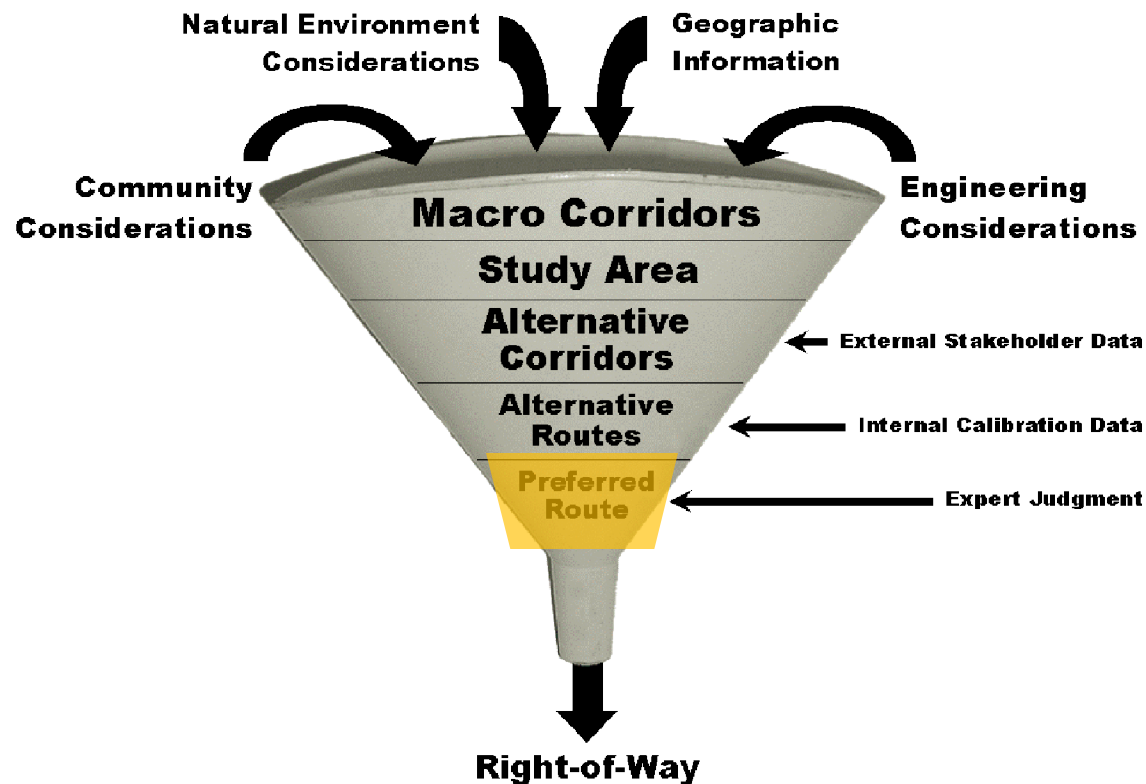 Natural Environment
Considerations
Geographic
Information
Community
Considerations
Engineering
Considerations
Macro Corridors
Study Area
Alternative
Corridors
External Stakeholder Data
Alternative
Routes
Internal Calibration Data
Preferred
Route
Expert Judgment
Right-of-Way